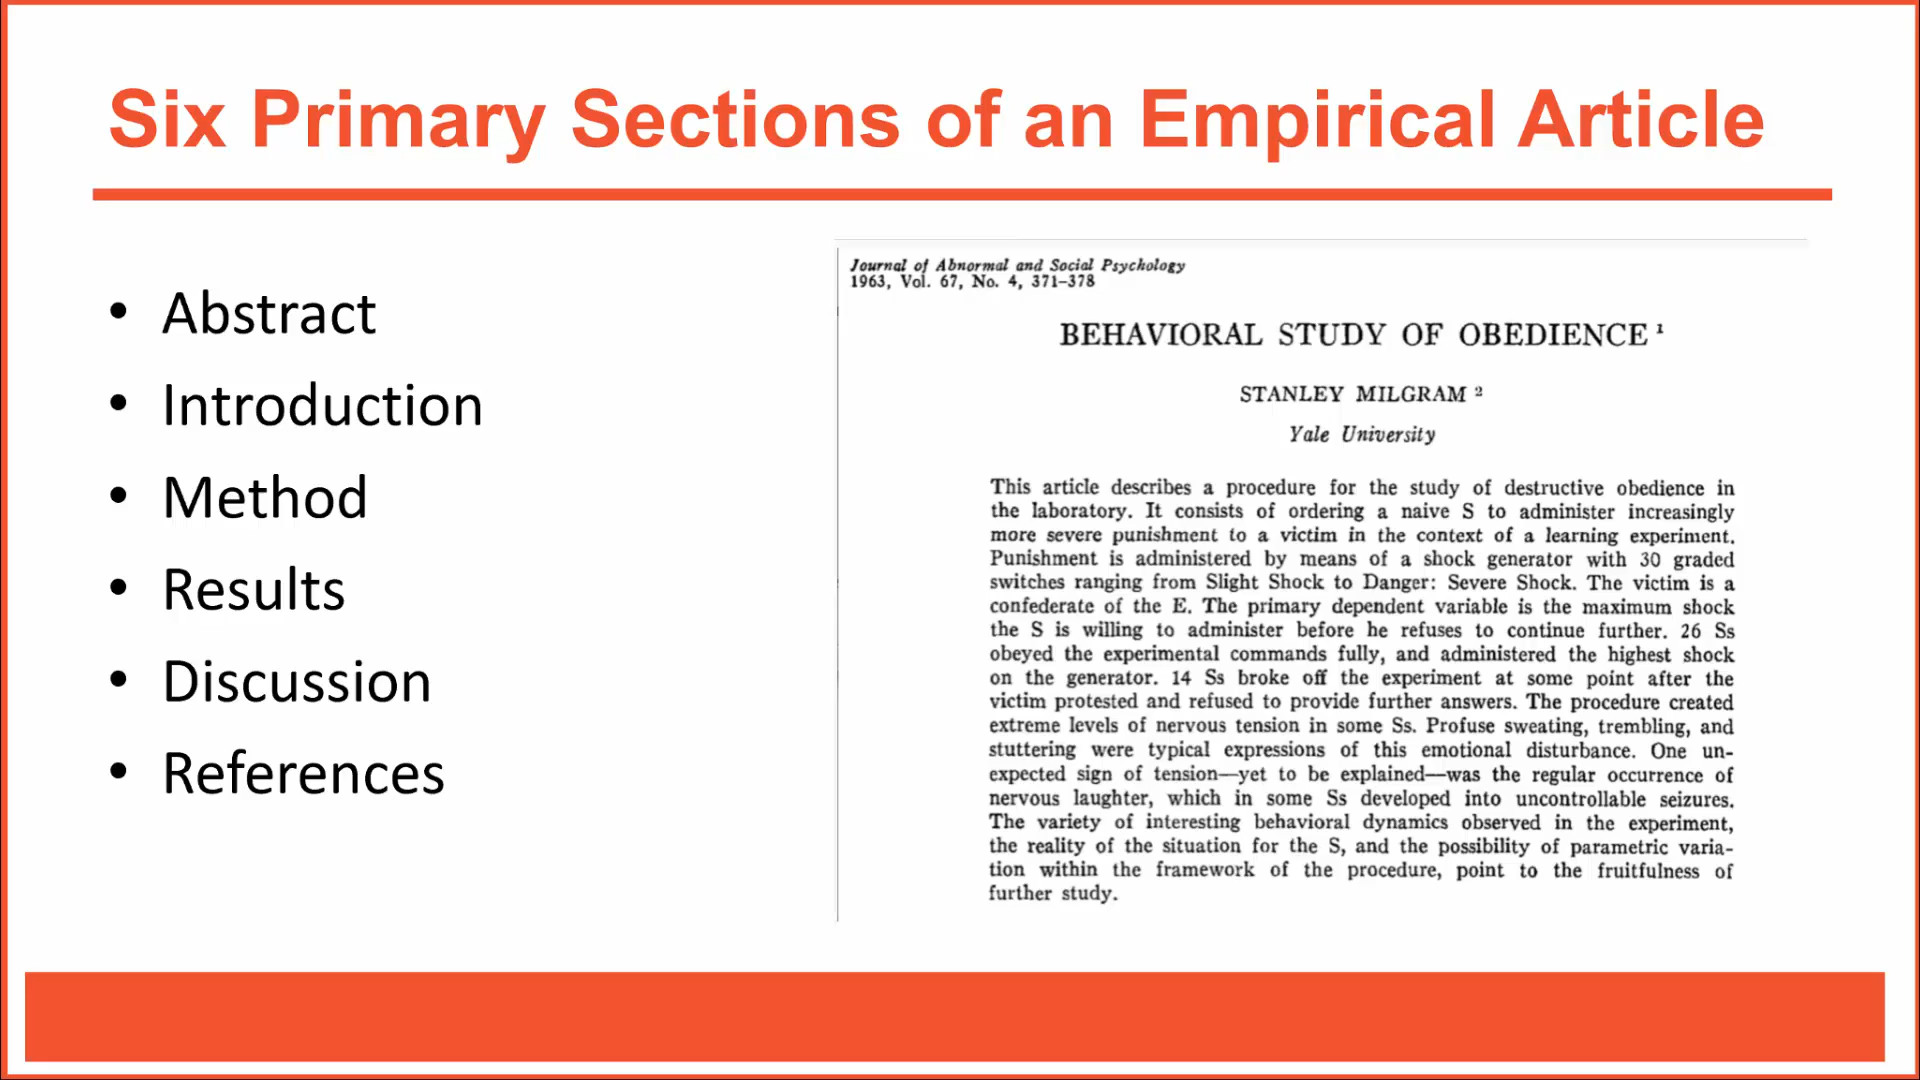 Six Primary Sections of an Empirical Article
• Abstract
• Introduction
• Method
• Results
• Discussion
• References
Journal of Abnormal and Social Psychology
1963, Vol. 67, No. 4, 371–378
BEHAVIORAL STUDY OF OBEDIENCE ¹
STANLEY MILGRAM ²
Yale University
This article describes a procedure for the study of destructive obedience in
the laboratory. It consists of ordering a naive S to administer increasingly
more severe punishment to a victim in the context of a learning experiment.
Punishment is administered by means of a shock generator with 30 graded
switches ranging from Slight Shock to Danger: Severe Shock. The victim is a
confederate of the E. The primary dependent variable is the maximum shock
the S is willing to administer before he refuses to continue further. 26 Ss
obeyed the experimental commands fully, and administered the highest shock
on the generator. 14 Ss broke off the experiment at some point after the
victim protested and refused to provide further answers. The procedure created
extreme levels of nervous tension in some Ss. Profuse sweating, trembling, and
stuttering were typical expressions of this emotional disturbance. One un-
expected sign of tension—yet to be explained—was the regular occurrence of
nervous laughter, which in some Ss developed into uncontrollable seizures.
The variety of interesting behavioral dynamics observed in the experiment,
the reality of the situation for the S, and the possibility of parametric varia-
tion within the framework of the procedure, point to the fruitfulness of
further study.